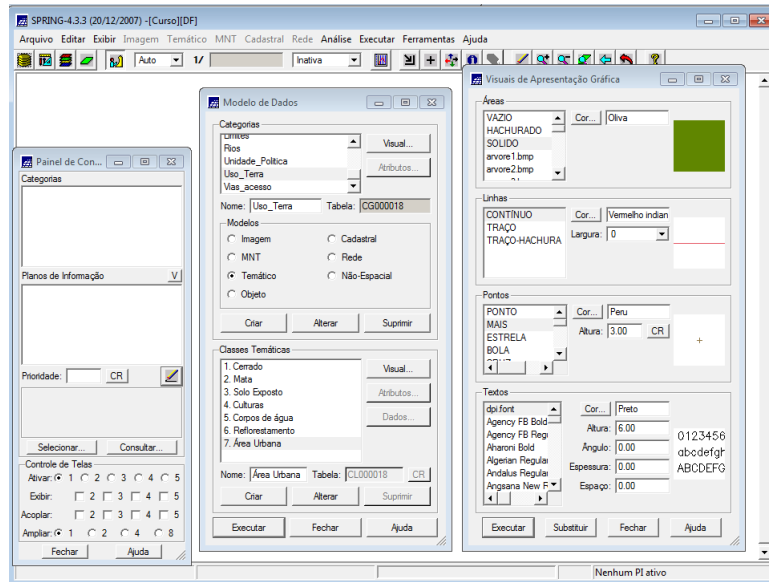 SPRING-4.3.3 (20/12/2007) -[Curso][DF]
Arquivo Editar Exibir Imagem Temático MNT Cadastral Rede Análise Executar Ferramentas Ajuda
Auto 1/ Inativa
Painel de Con...
Categorias
Planos de Informação V
Prioridade: CR
Selecionar... Consultar...
Controle de Telas
Ativar: 1 2 3 4 5
Exibir: 2 3 4 5
Acoplar: 2 3 4 5
Ampliar: 1 2 4 8
Fechar Ajuda
Modelo de Dados
Categorias
Limites
Rios
Unidade_Politica
Uso_Terra
Vias_acesso
Visual...
Atributos...
Nome: Uso_Terra Tabela: CG000018
Modelos
Imagem Cadastral
MNT Rede
Temático Não-Espacial
Objeto
Criar Alterar Suprimir
Classes Temáticas
1. Cerrado
2. Mata
3. Solo Exposto
4. Culturas
5. Corpos de água
6. Reflorestamento
7. Área Urbana
Visual...
Atributos...
Dados...
Nome: Área Urbana Tabela: CL000018 CR
Criar Alterar Suprimir
Executar Fechar Ajuda
Visuais de Apresentação Gráfica
Áreas
VAZIO
HACHURADO
SOLIDO
arvore1.bmp
arvore2.bmp
Cor... Oliva
Linhas
CONTÍNUO
TRAÇO
TRAÇO-HACHURA
Cor... Vermelho indian
Largura: 0
Pontos
PONTO
MAIS
ESTRELA
BOLA
CRUZ
Cor... Peru
Altura: 3.00 CR
Textos
dpi.font
Agency FB Bold
Agency FB Regu
Aharoni Bold
Algerian Regular
Andalus Regular
Angsana New F
Cor... Preto
Altura: 6.00
Ângulo: 0.00
Espessura: 0.00
Espaço: 0.00
0123456
abcdefgh
ABCDEFG
Executar Substituir Fechar Ajuda
Nenhum PI ativo